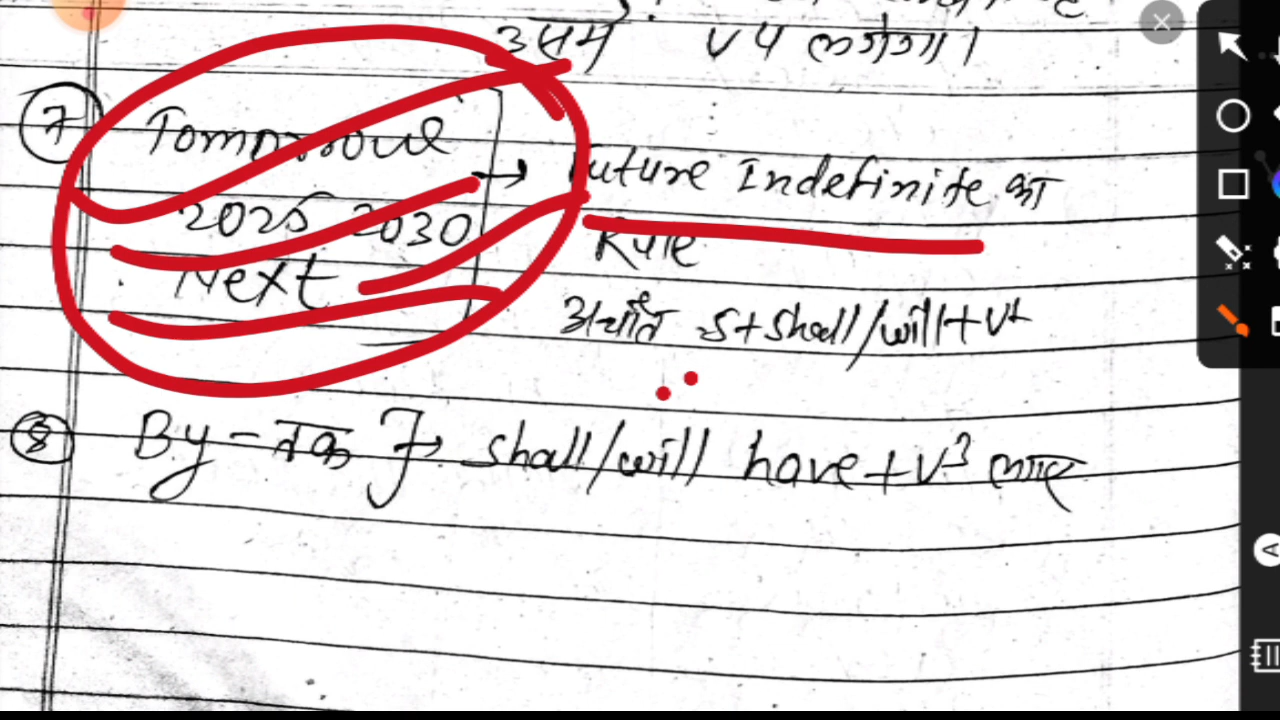 उसमें V4 लगेगा।
7 Tomorrow
2025 2030
Next
→ Future Indefinite का
Rule
अर्थात S+shall/will+V1
8 By - तक }→ shall/will have+V3